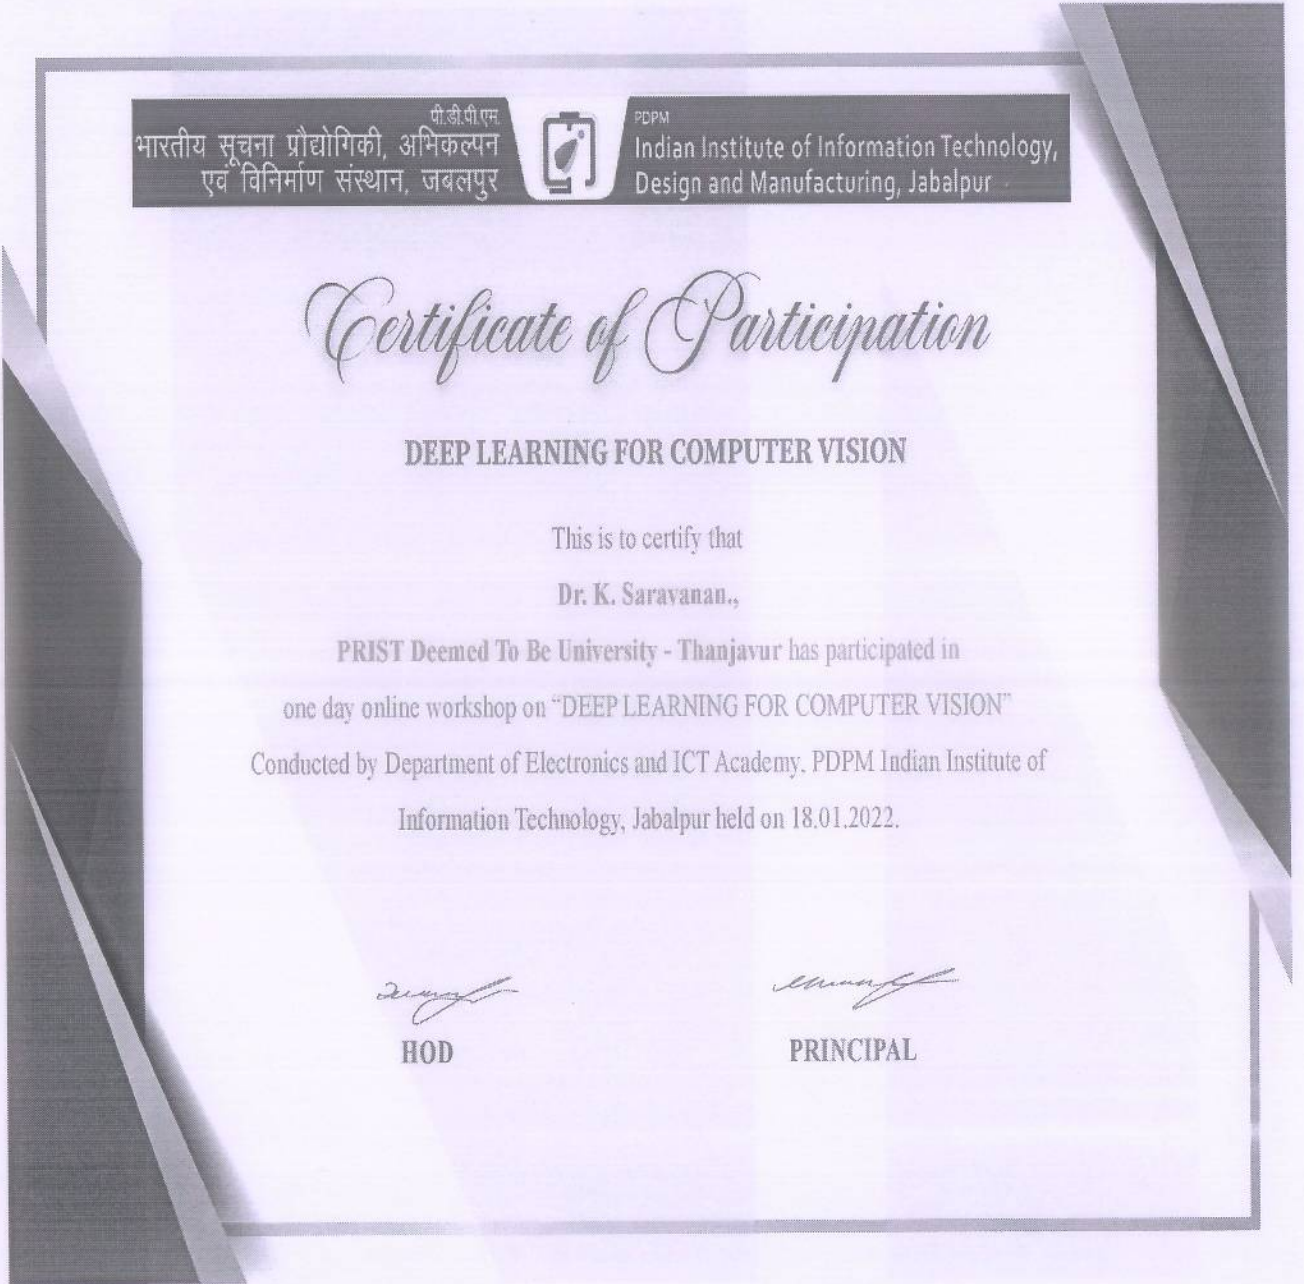 पी.डी.पी.एम.
भारतीय सूचना प्रौद्योगिकी, अभिकल्पन
एवं विनिर्माण संस्थान, जबलपुर
PDPM
Indian Institute of Information Technology,
Design and Manufacturing, Jabalpur
Certificate of Participation
DEEP LEARNING FOR COMPUTER VISION
This is to certify that
Dr. K. Saravanan.,
PRIST Deemed To Be University - Thanjavur has participated in
one day online workshop on “DEEP LEARNING FOR COMPUTER VISION”
Conducted by Department of Electronics and ICT Academy, PDPM Indian Institute of
Information Technology, Jabalpur held on 18.01.2022.
HOD
PRINCIPAL